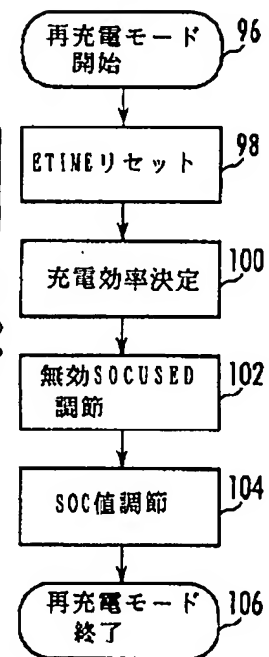 再充電モード
開始
96
ETIMEリセット
98
充電効率決定
100
無効SOCUSED
調節
102
SOC値調節
104
再充電モード
終了
106